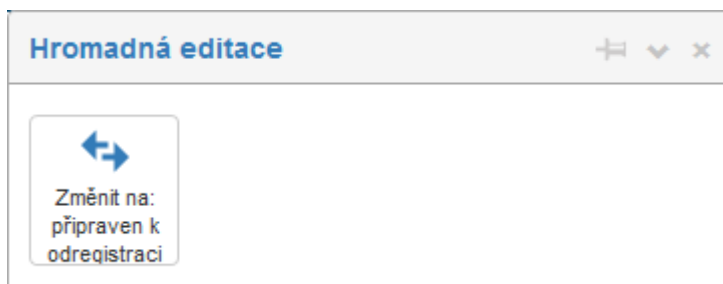 Hromadná editace
Změnit na:
připraven k
odregistraci